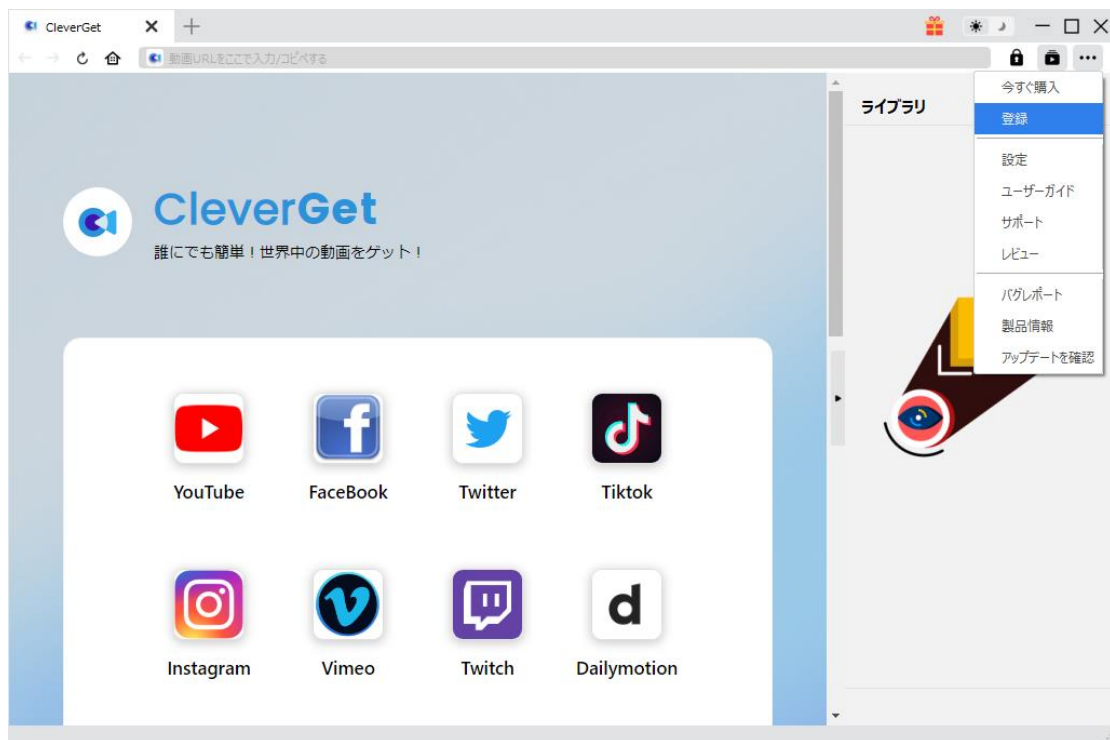 CleverGet
動画URLをここで入力/コピペする
今すぐ購入
登録
設定
ユーザーガイド
サポート
レビュー
バグレポート
製品情報
アップデートを確認
ライブラリ
CleverGet
誰にでも簡単！世界中の動画をゲット！
YouTube
FaceBook
Twitter
Tiktok
Instagram
Vimeo
Twitch
Dailymotion